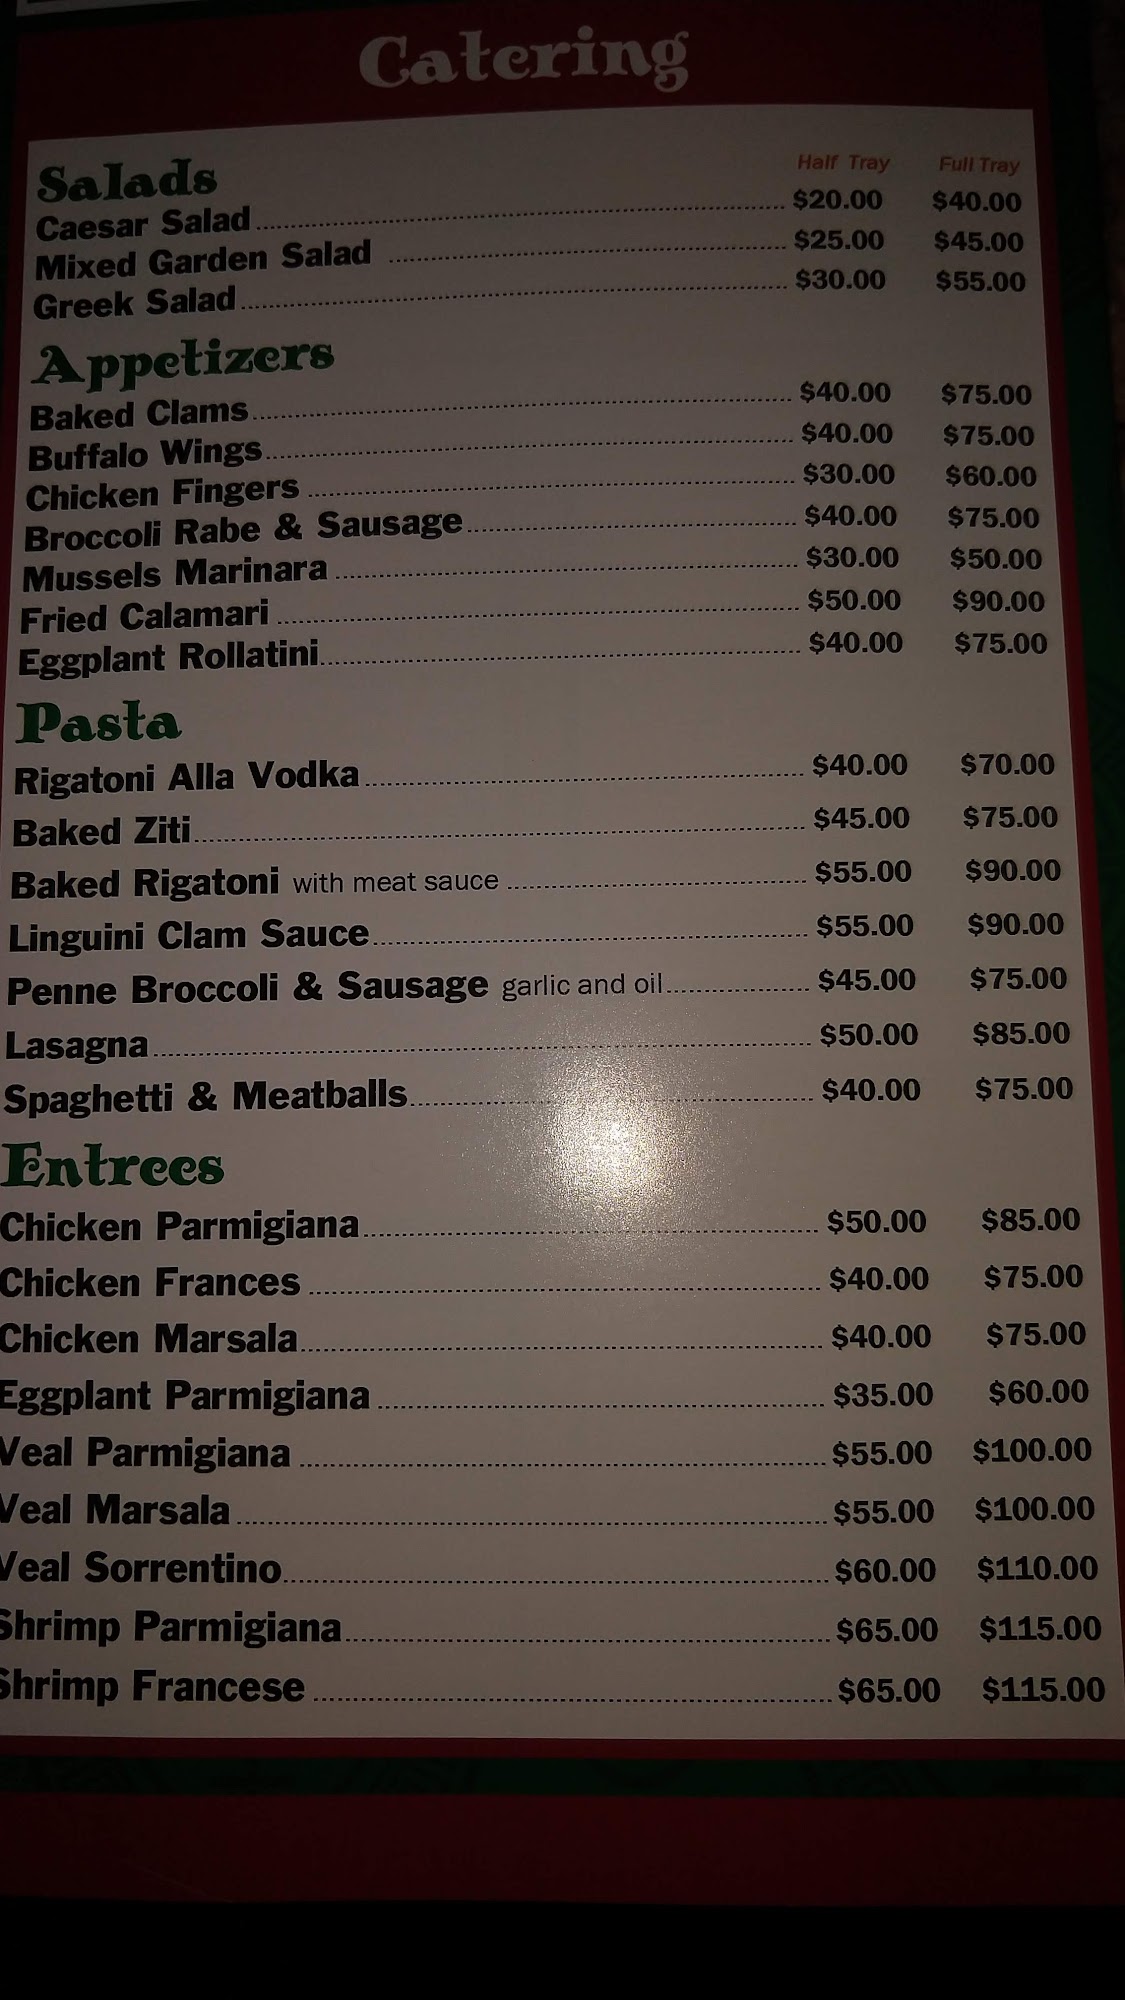 Catering
Half Tray Full Tray
Salads
Caesar Salad $20.00 $40.00
Mixed Garden Salad $25.00 $45.00
Greek Salad $30.00 $55.00
Appetizers
Baked Clams $40.00 $75.00
Buffalo Wings $40.00 $75.00
Chicken Fingers $30.00 $60.00
Broccoli Rabe & Sausage $40.00 $75.00
Mussels Marinara $30.00 $50.00
Fried Calamari $50.00 $90.00
Eggplant Rollatini $40.00 $75.00
Pasta
Rigatoni Alla Vodka $40.00 $70.00
Baked Ziti $45.00 $75.00
Baked Rigatoni with meat sauce $55.00 $90.00
Linguini Clam Sauce $55.00 $90.00
Penne Broccoli & Sausage garlic and oil $45.00 $75.00
Lasagna $50.00 $85.00
Spaghetti & Meatballs $40.00 $75.00
Entrees
Chicken Parmigiana $50.00 $85.00
Chicken Frances $40.00 $75.00
Chicken Marsala $40.00 $75.00
Eggplant Parmigiana $35.00 $60.00
Veal Parmigiana $55.00 $100.00
Veal Marsala $55.00 $100.00
Veal Sorrentino $60.00 $110.00
Shrimp Parmigiana $65.00 $115.00
Shrimp Francese $65.00 $115.00